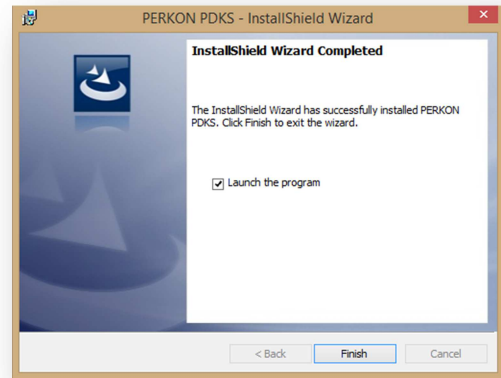 PERKON PDKS - InstallShield Wizard
InstallShield Wizard Completed
The InstallShield Wizard has successfully installed PERKON
PDKS. Click Finish to exit the wizard.
Launch the program
< Back
Finish
Cancel